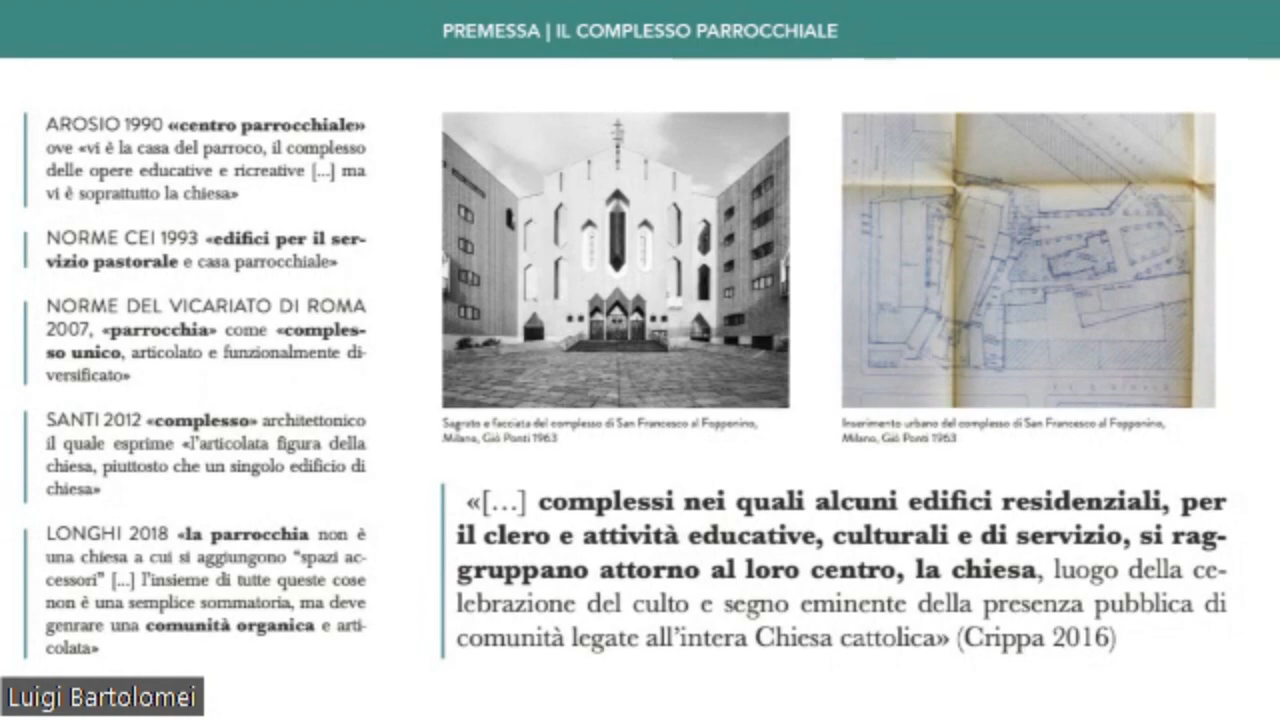 PREMESSA | IL COMPLESSO PARROCCHIALE
AROSIO 1990 «centro parrocchiale»
ove «vi è la casa del parroco, il complesso
delle opere educative e ricreative [...] ma
vi è soprattutto la chiesa»
NORME CEI 1993 «edifici per il ser-
vizio pastorale e casa parrocchiale»
NORME DEL VICARIATO DI ROMA
2007, «parrocchia» come «comples-
so unico, articolato e funzionalmente di-
versificato»
SANTI 2012 «complesso» architettonico
il quale esprime «l'articolata figura della
chiesa, piuttosto che un singolo edificio di
chiesa»
LONGHI 2018 «la parrocchia non è
una chiesa a cui si aggiungono “spazi ac-
cessori” [...] l'insieme di tutte queste cose
non è una semplice sommatoria, ma deve
genrare una comunità organica e arti-
colata»
Sagrato e facciata del complesso di San Francesco al Fopponino,
Milano, Giò Ponti 1963
Inserimento urbano del complesso di San Francesco al Fopponino,
Milano, Giò Ponti 1963
«[...] complessi nei quali alcuni edifici residenziali, per
il clero e attività educative, culturali e di servizio, si rag-
gruppano attorno al loro centro, la chiesa, luogo della ce-
lebrazione del culto e segno eminente della presenza pubblica di
comunità legate all'intera Chiesa cattolica» (Crippa 2016)
Luigi Bartolomei